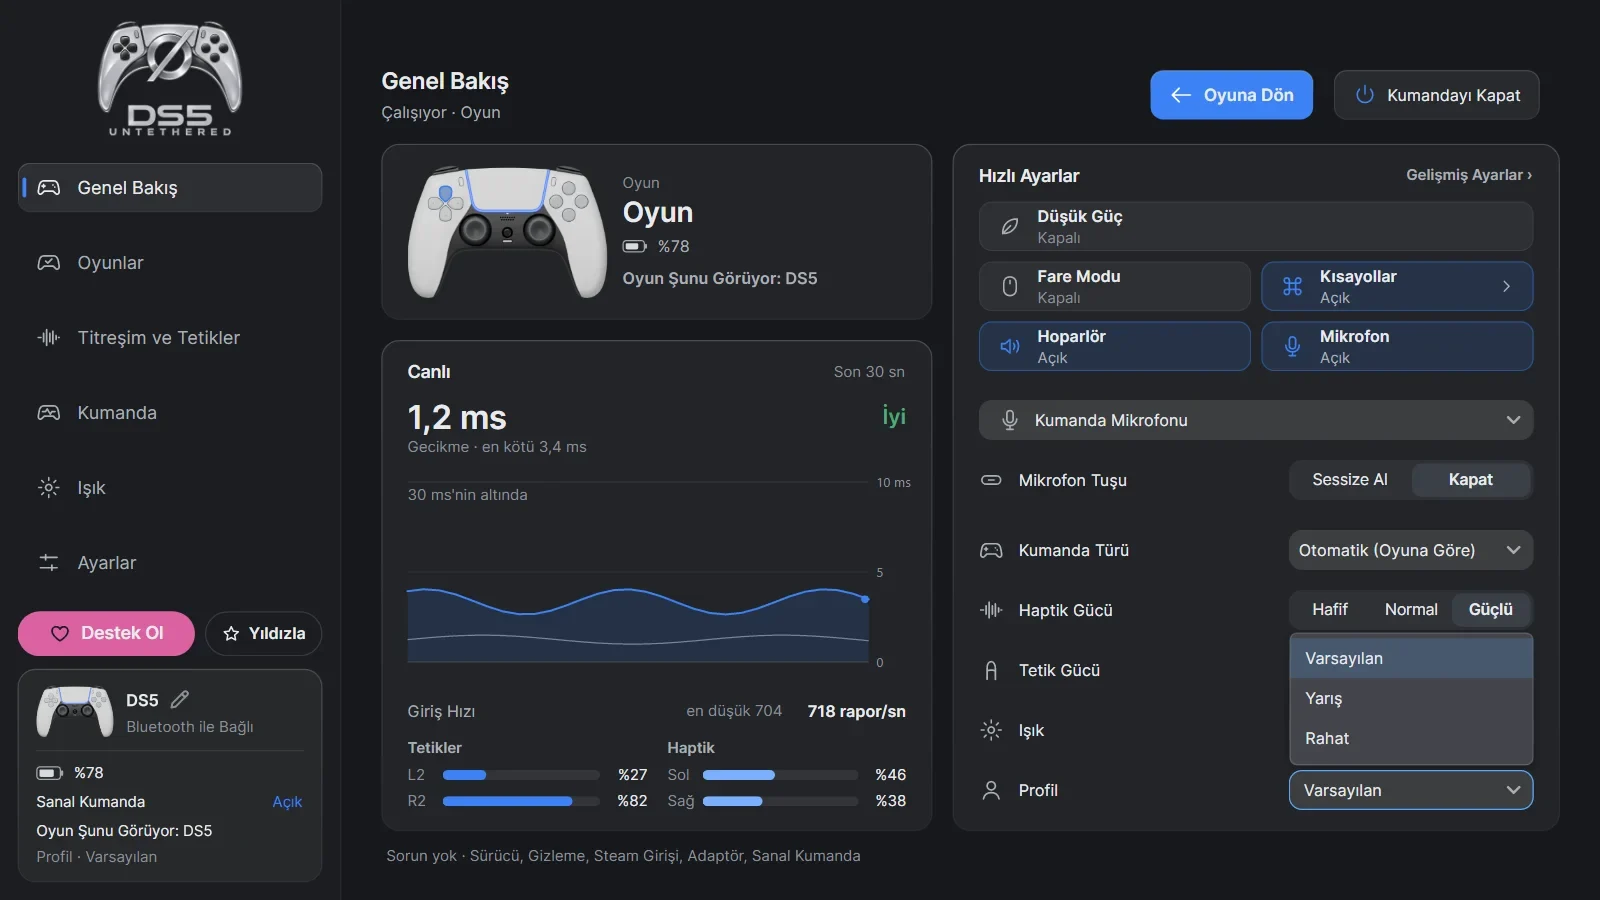 DS5
UNTETHERED
Genel Bakış
Oyunlar
Titreşim ve Tetikler
Kumanda
Işık
Ayarlar
Destek Ol
Yıldızla
DS5
Bluetooth ile Bağlı
%78
Sanal Kumanda Açık
Oyun Şunu Görüyor: DS5
Profil · Varsayılan
Genel Bakış
Çalışıyor · Oyun
Oyuna Dön
Kumandayı Kapat
Oyun
Oyun
%78
Oyun Şunu Görüyor: DS5
Canlı Son 30 sn
1,2 ms İyi
Gecikme · en kötü 3,4 ms
10 ms
30 ms'nin altında
5
0
Giriş Hızı en düşük 704 718 rapor/sn
Tetikler Haptik
L2 %27 Sol %46
R2 %82 Sağ %38
Sorun yok · Sürücü, Gizleme, Steam Girişi, Adaptör, Sanal Kumanda
Hızlı Ayarlar Gelişmiş Ayarlar ›
Düşük Güç
Kapalı
Fare Modu
Kapalı
Kısayollar
Açık
Hoparlör
Açık
Mikrofon
Açık
Kumanda Mikrofonu
Mikrofon Tuşu Sessize Al Kapat
Kumanda Türü Otomatik (Oyuna Göre)
Haptik Gücü Hafif Normal Güçlü
Tetik Gücü
Işık
Varsayılan
Yarış
Rahat
Profil Varsayılan